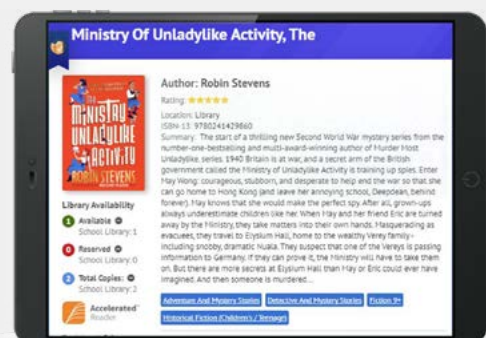 Ministry Of Unladylike Activity, The
THE
MINISTRY
UNLADYLIKE
ACTIVITY
ROBIN STEVENS
Author: Robin Stevens
Rating:
Location: Library
ISBN-13: 9780241429860
Summary: The start of a thrilling new Second World War mystery series from the
number-one-bestselling and multi-award-winning author of Murder Most
Unladylike. series. 1940 Britain is at war, and a secret arm of the British
government called the Ministry of Unladylike Activity is training up spies. Enter
May Wong: courageous, stubborn, and desperate to help end the war so that she
can go home to Hong Kong (and leave her annoying school, Deepdean, behind
forever). May knows that she would make the perfect spy. After all, grown-ups
always underestimate children like her. When May and her friend Eric are turned
away by the Ministry, they take matters into their own hands. Masquerading as
evacuees, they travel to Elysium Hall, home to the wealthy Verey family -
including snobby, dramatic Nuala. They suspect that one of the Vereys is passing
information to Germany. If they can prove it, the Ministry will have to take them
on. But there are more secrets at Elysium Hall than May or Eric could ever have
imagined. And then someone is murdered...
Library Availability
1 Available
School Library: 1
0 Reserved
School Library: 0
2 Total Copies:
School Library: 2
Accelerated
Reader
Adventure And Mystery Stories
Detective And Mystery Stories
Fiction 9+
Historical Fiction (Children's / Teenage)